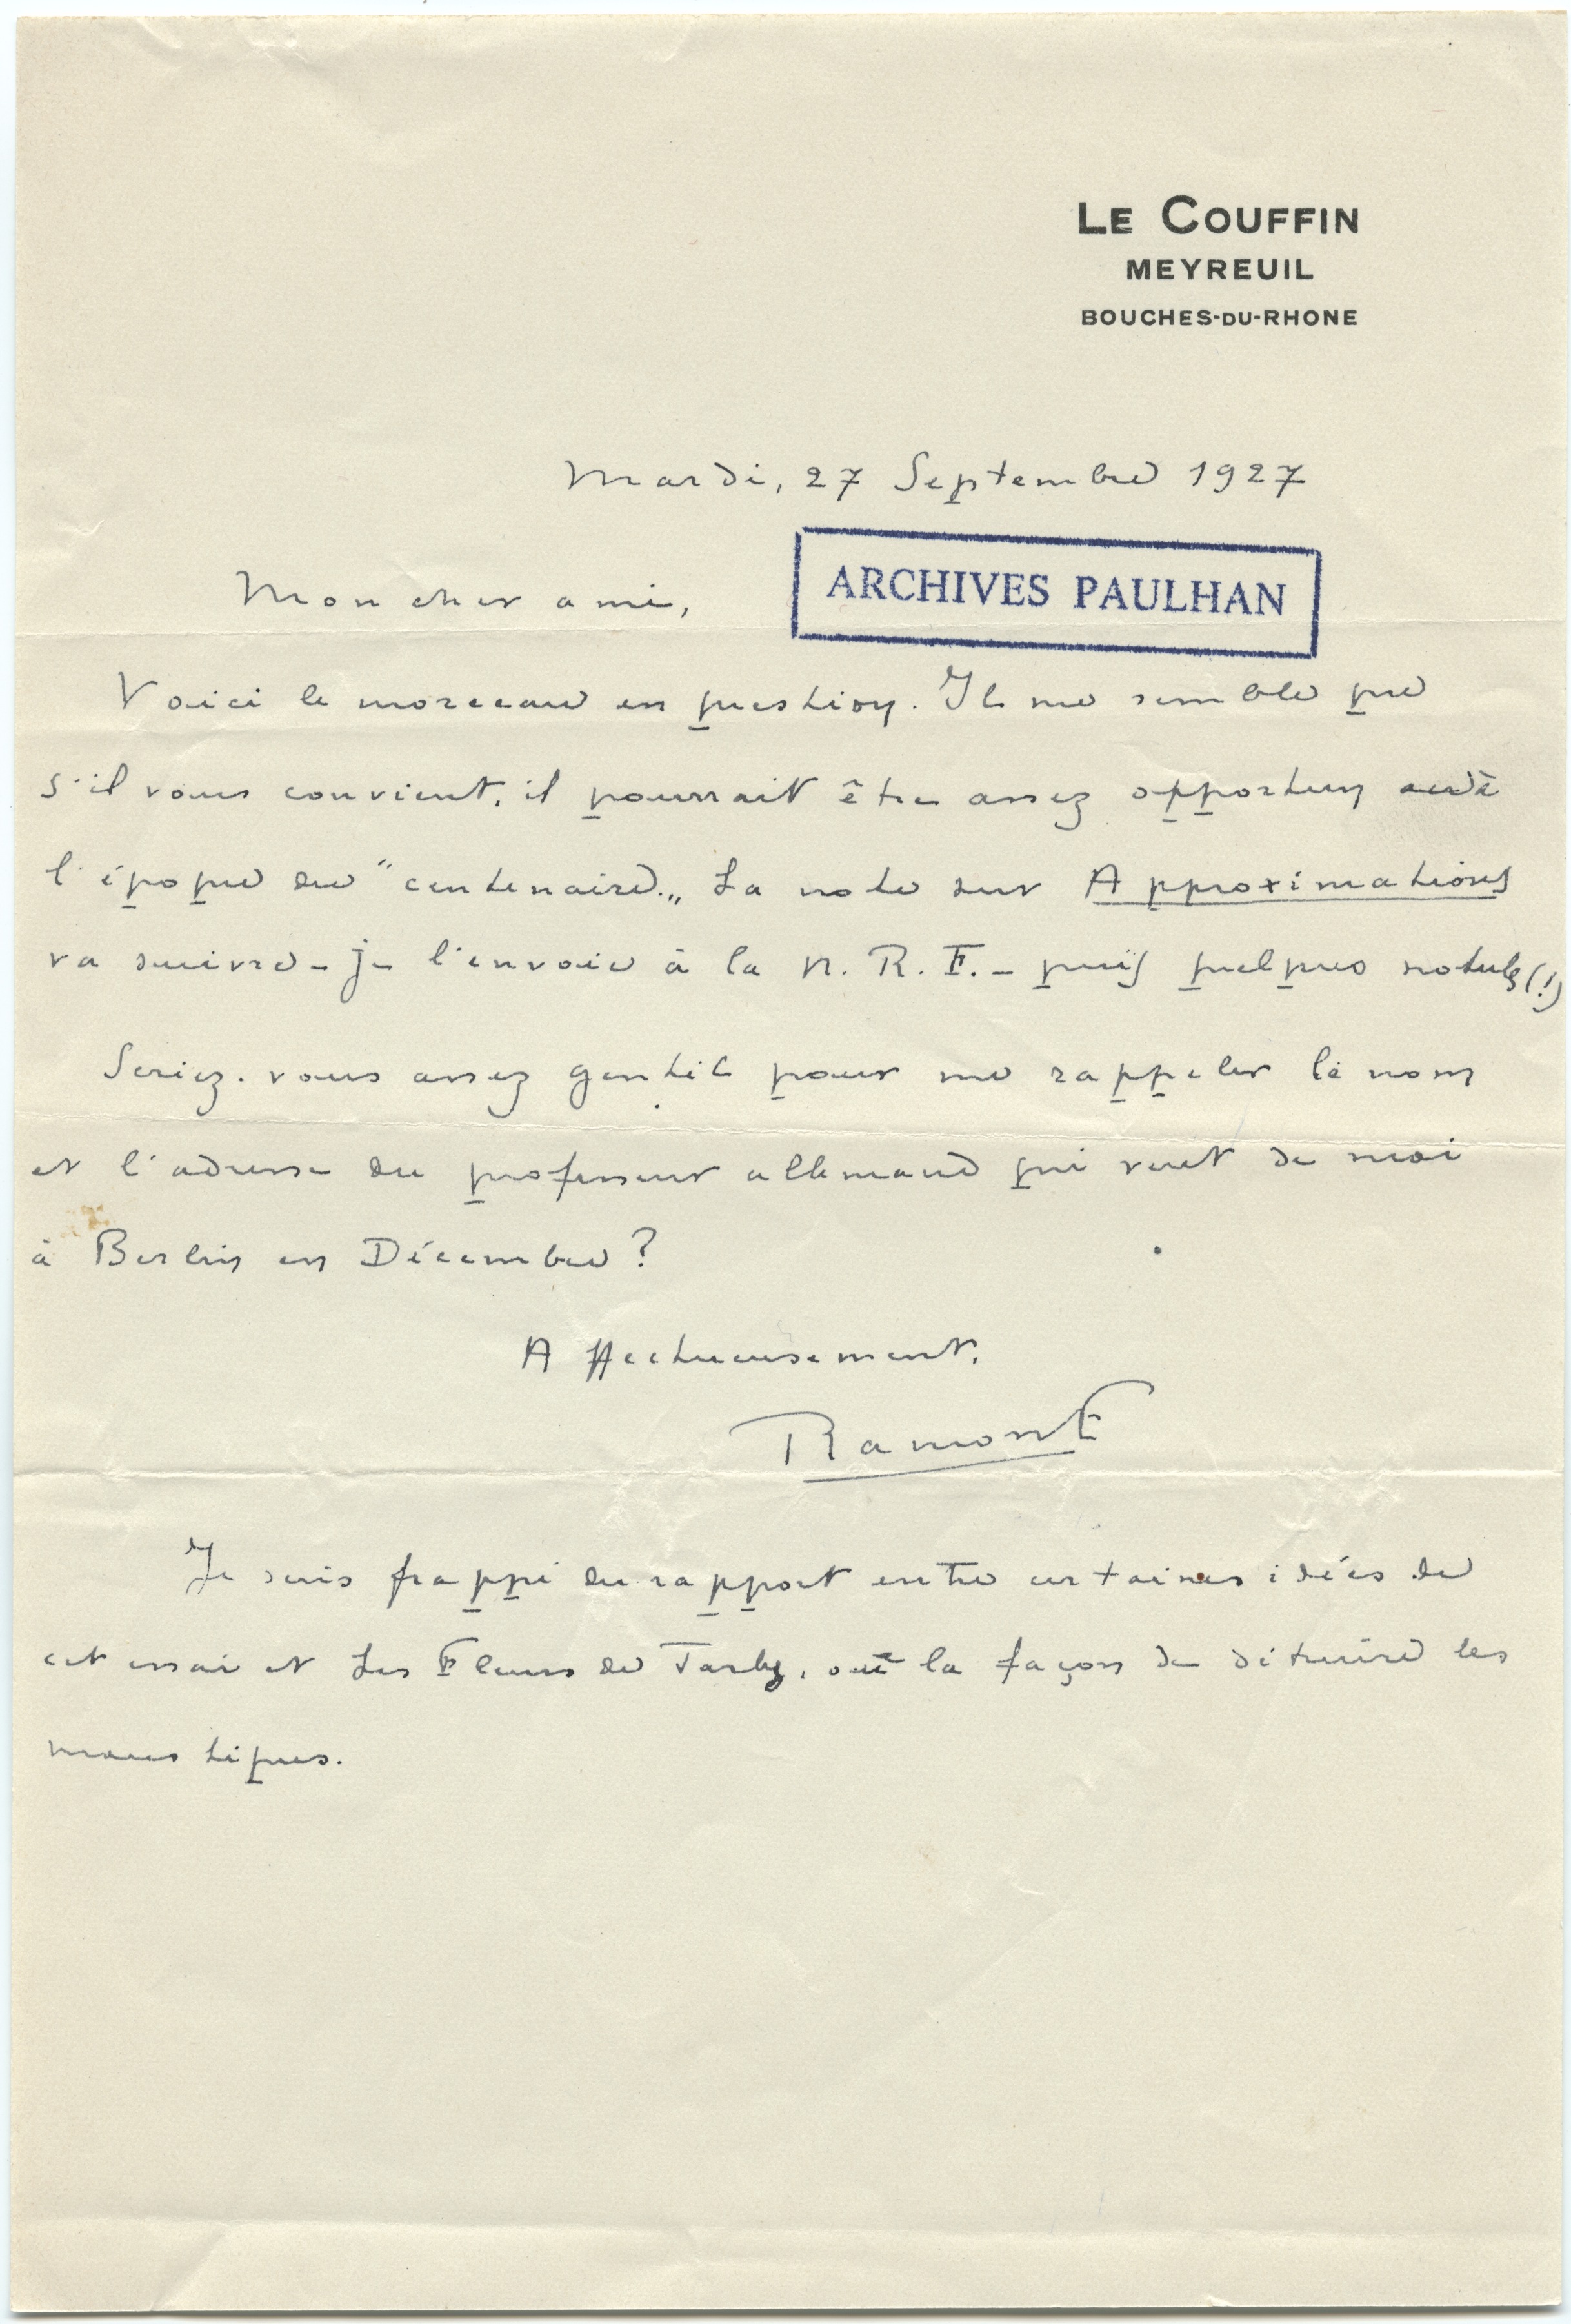 LE COUFFIN
MEYREUIL
BOUCHES-DU-RHONE
Mardi, 27 Septembre 1927
Mon cher ami,
ARCHIVES PAULHAN
Voici le morceau en question. Il me semble que
s'il vous convient, il pourrait être assez opportun à
l'époque du "centenaire„. La note sur Approximations
va suivre - je l'envoie à la N. R. F. - puis quelques notules (!)
Seriez-vous assez gentil pour me rappeler le nom
et l'adresse du professeur allemand qui veut de moi
à Berlin en Décembre ?
Affectueusement.
Ramon F
Je suis frappé du rapport entre certaines idées de
cet essai et Les Fleurs de Tarbes, ou la façon de détruire les
moustiques.